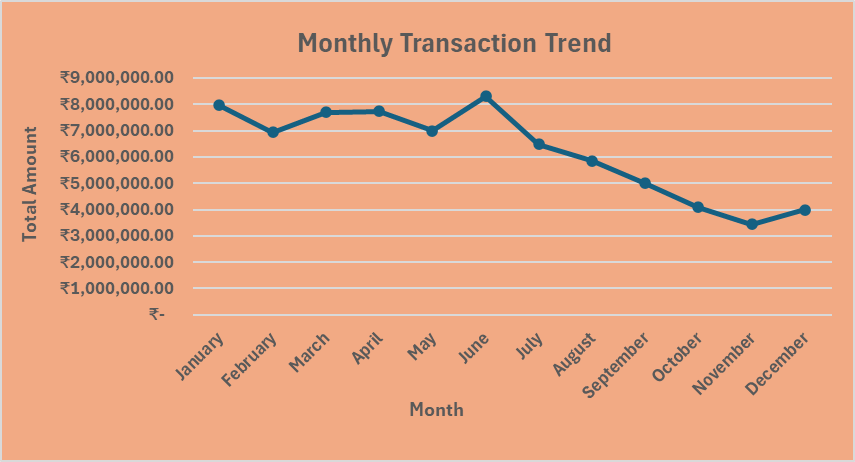 Monthly Transaction Trend
₹9,000,000.00
₹8,000,000.00
₹7,000,000.00
₹6,000,000.00
₹5,000,000.00
₹4,000,000.00
₹3,000,000.00
₹2,000,000.00
₹1,000,000.00
₹-
Total Amount
January
February
March
April
May
June
July
August
September
October
November
December
Month